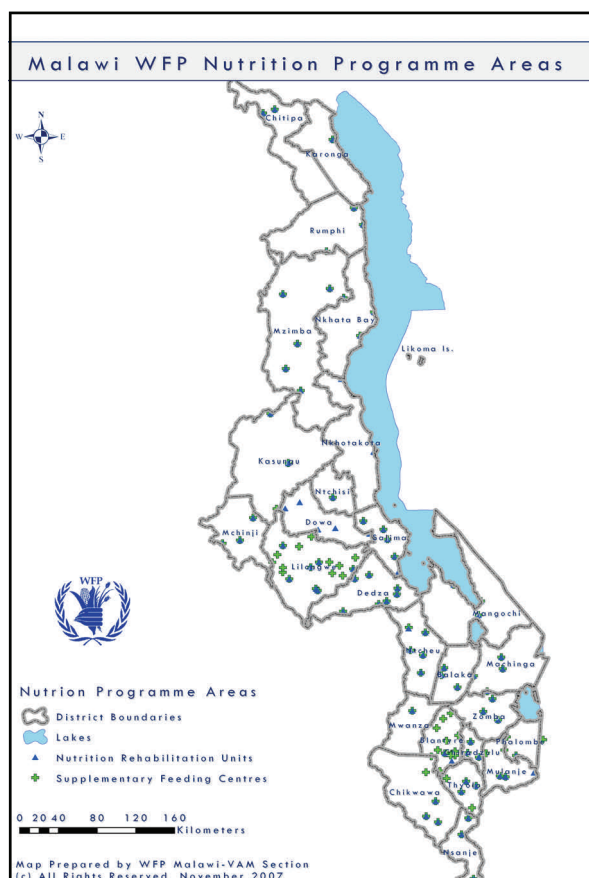 Malawi WFP Nutrition Programme Areas
N
W E
S
Chitipa
Karonga
Rumphi
Nkhata Bay
Mzimba
Likoma Is.
Nkhotakota
Kasungu
Ntchisi
Dowa
Mchinji
Salima
Lilongwe
Dedza
WFP
Mangochi
Ntcheu
Machinga
Balaka
Nutrion Programme Areas
District Boundaries
Lakes
Nutrition Rehabilitation Units
Supplementary Feeding Centres
Zomba
Mwanza
Blantyre
Phalombe
Chiradzulu
Mulanje
Thyolo
Chikwawa
Nsanje
0 20 40 80 120 160
Kilometers
Map Prepared by WFP Malawi-VAM Section
(c) All Rights Reserved, November 2007